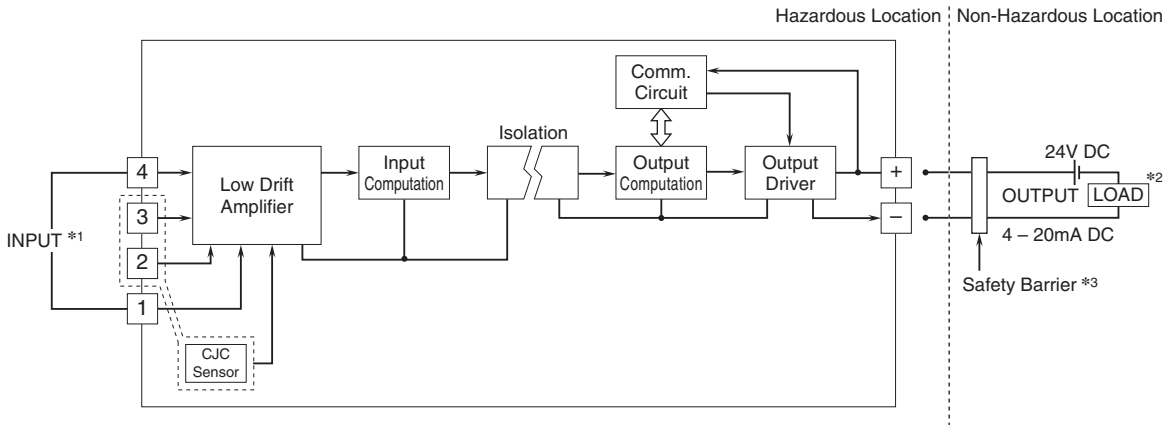 Hazardous Location
Non-Hazardous Location
Comm.
Circuit
Isolation
4
Low Drift
Amplifier
Input
Computation
Output
Computation
Output
Driver
+
24V DC
*2
3
OUTPUT
LOAD
−
INPUT *1
4 – 20mA DC
2
1
Safety Barrier *3
CJC
Sensor